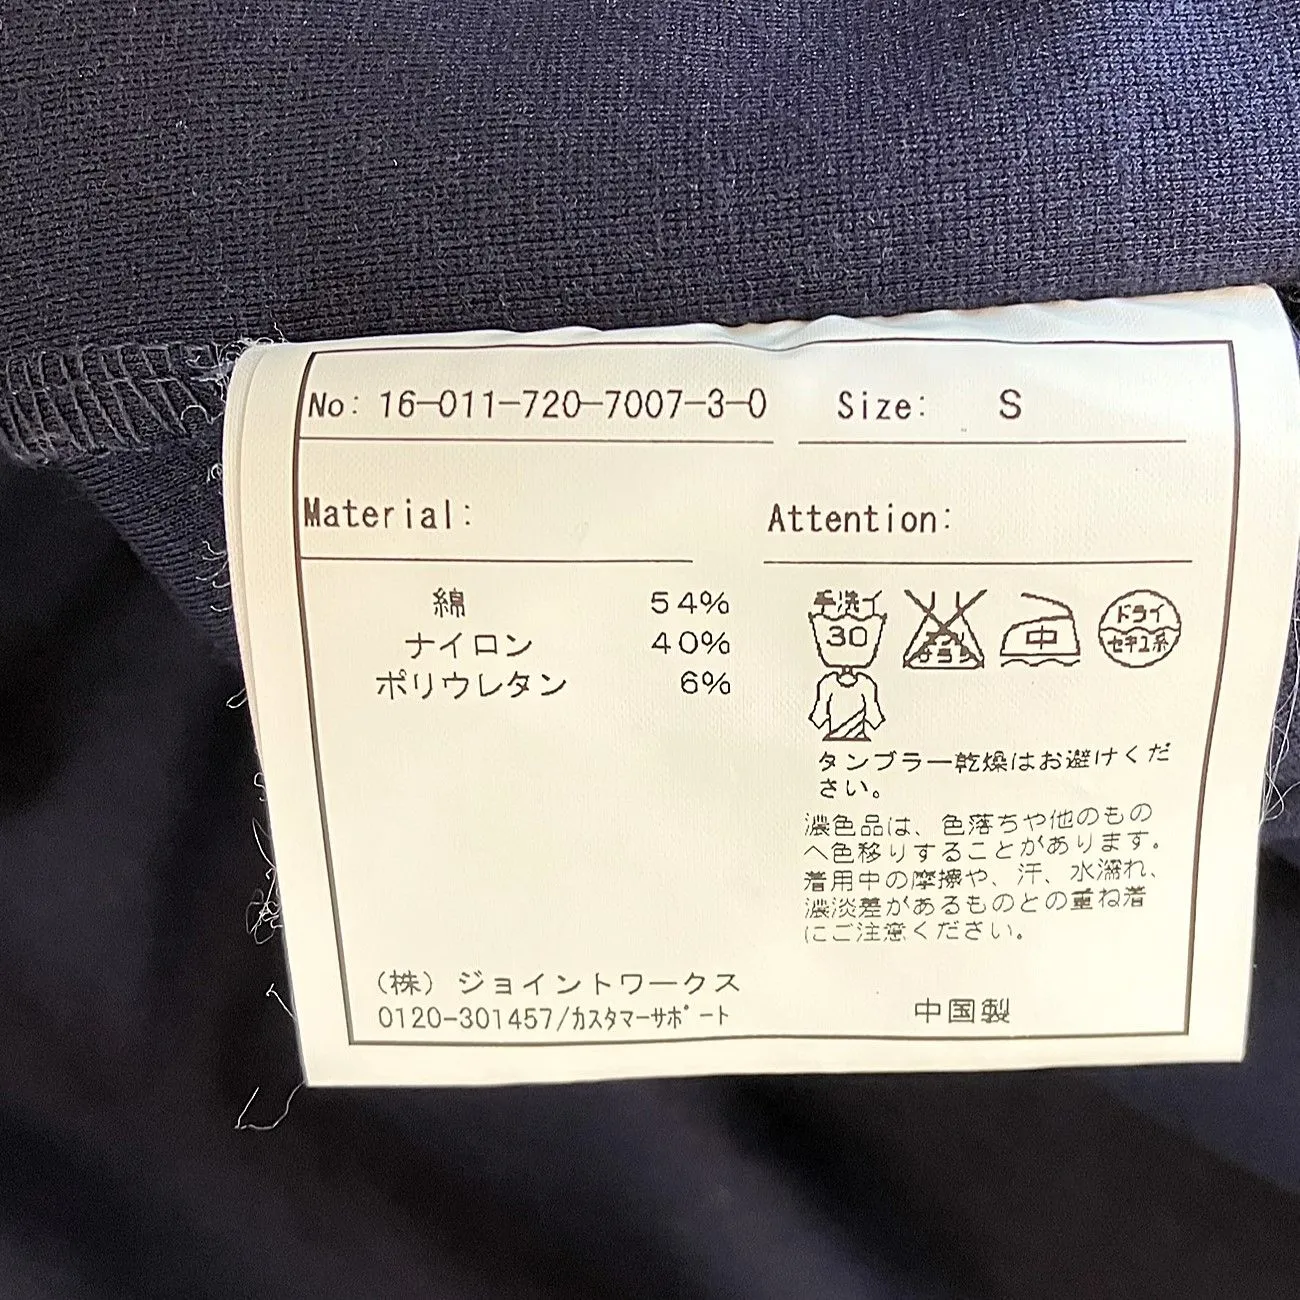 No: 16-011-720-7007-3-0 Size: S
Material: Attention:
綿 54%
ナイロン 40%
ポリウレタン 6%
手洗イ
30
エンソ
サラシ
中
ドライ
セキユ系
タンブラー乾燥はお避けくだ
さい。
濃色品は、色落ちや他のもの
へ色移りすることがあります。
着用中の摩擦や、汗、水濡れ、
濃淡差があるものとの重ね着
にご注意ください。
(株)ジョイントワークス
0120-301457/カスタマーサポート
中国製